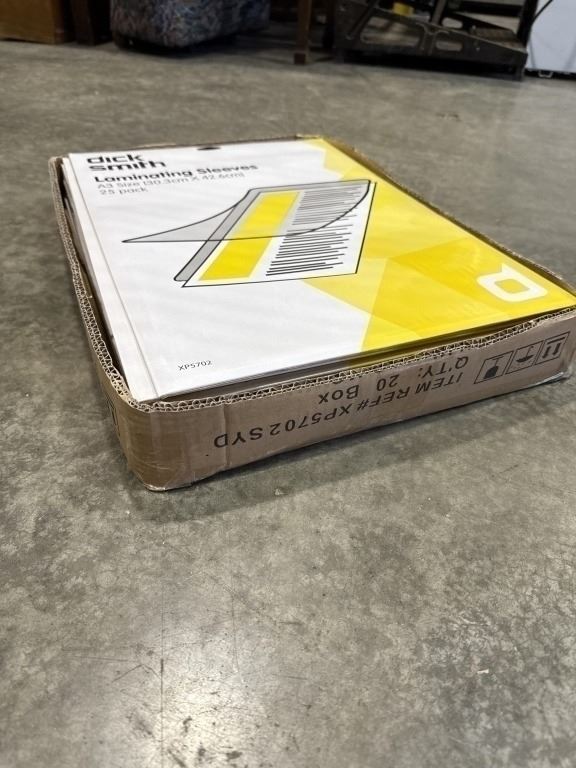 dick
smith
Laminating Sleeves
A3 Size (30.3cm X 42.6cm)
25 pack
XP5702
ITEM REF# XP5702SYD
Q'TY: 20 Box